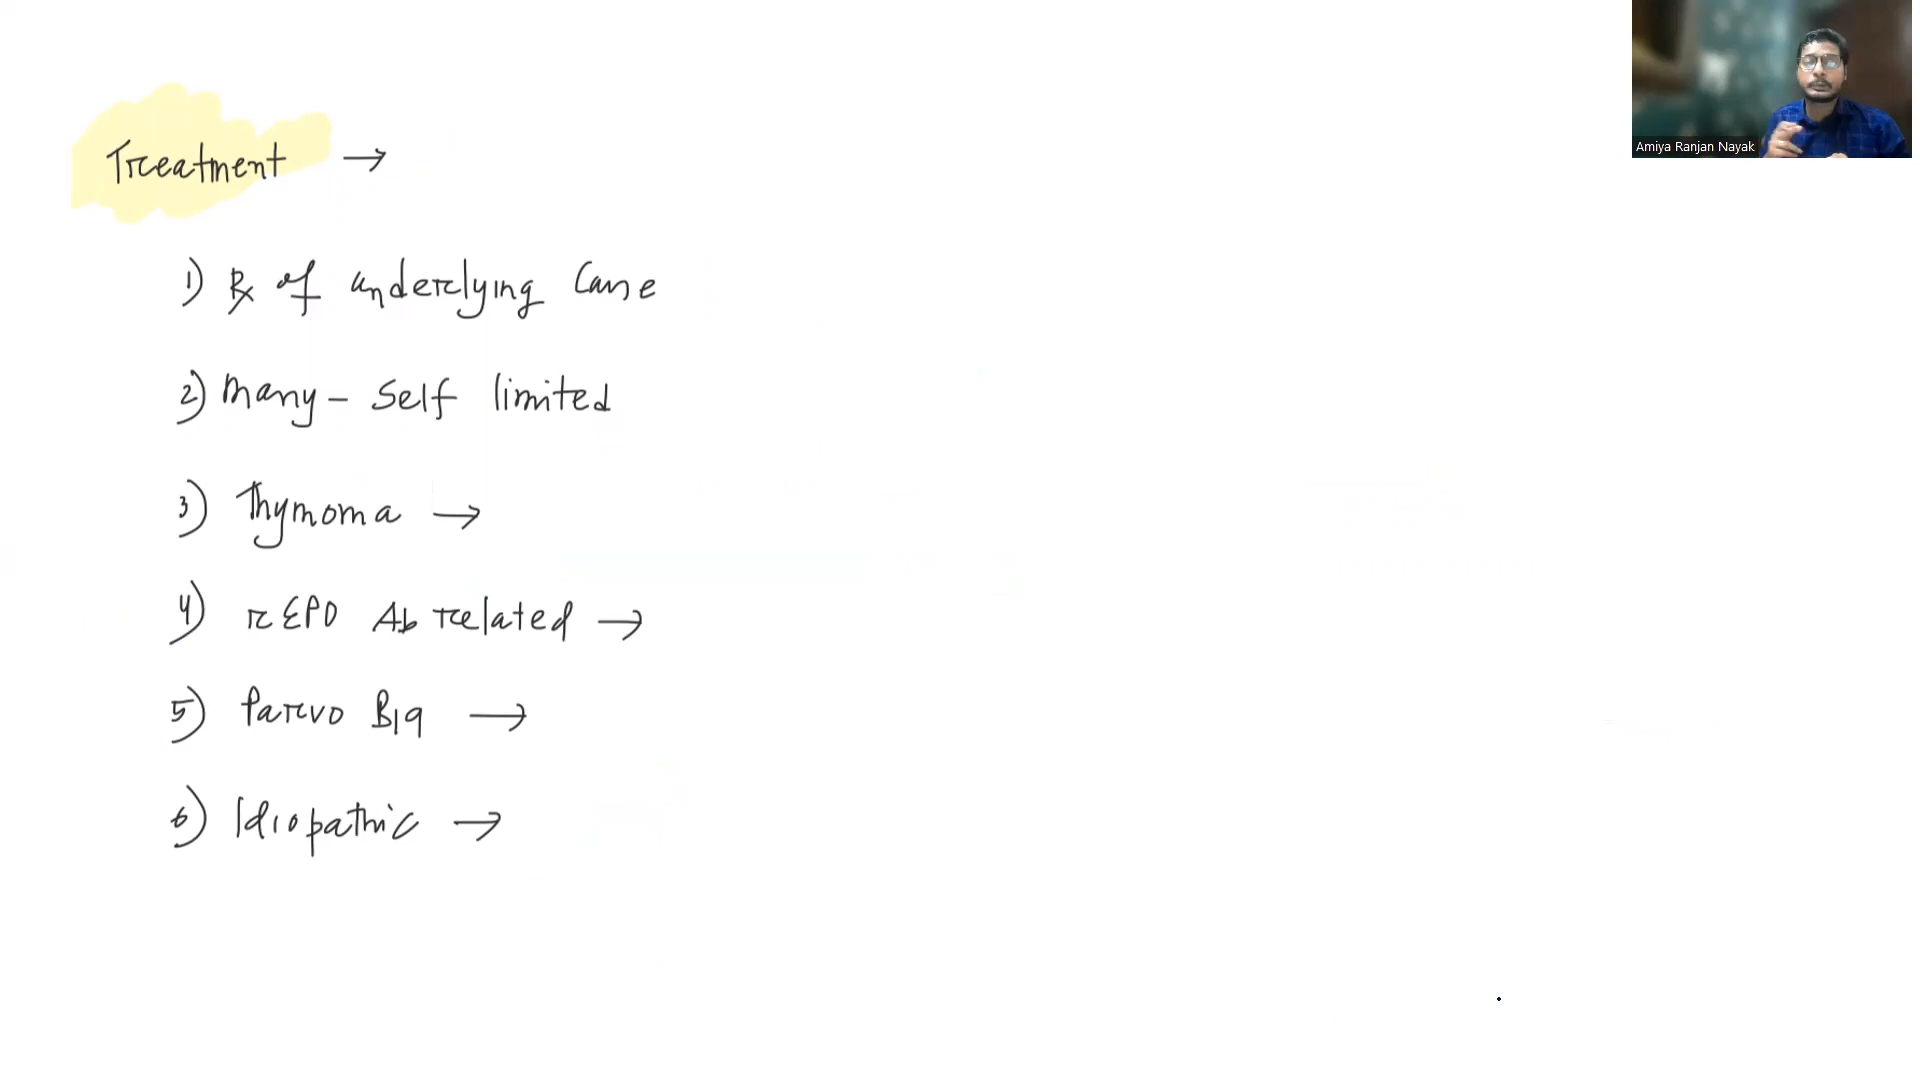 Treatment →
1) Rx of underlying Cause
2) Many - Self limited
3) Thymoma →
4) rEPO Ab related →
5) Parvo B19 →
6) Idiopathic →
Amiya Ranjan Nayak